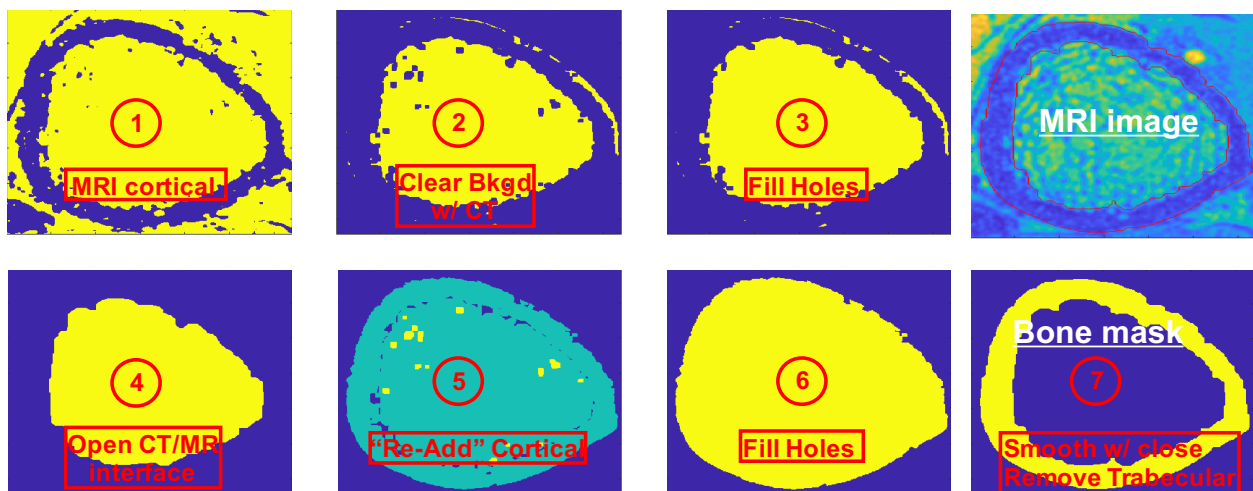 1
MRI cortical
2
Clear Bkgd
w/ CT
3
Fill Holes
MRI image
4
Open CT/MR
interface
5
“Re-Add” Cortical
6
Fill Holes
Bone mask
7
Smooth w/ close
Remove Trabecular